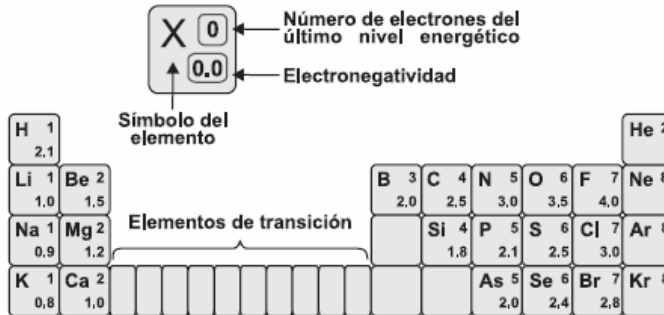 X 0
0.0
Número de electrones del
último nivel energético
Electronegatividad
Símbolo del
elemento
H 1
2,1
He 2
Li 1
1,0
Be 2
1,5
B 3
2,0
C 4
2,5
N 5
3,0
O 6
3,5
F 7
4,0
Ne 8
Na 1
0,9
Mg 2
1,2
Elementos de transición
Si 4
1,8
P 5
2,1
S 6
2,5
Cl 7
3,0
Ar 8
K 1
0,8
Ca 2
1,0
As 5
2,0
Se 6
2,4
Br 7
2,8
Kr 8